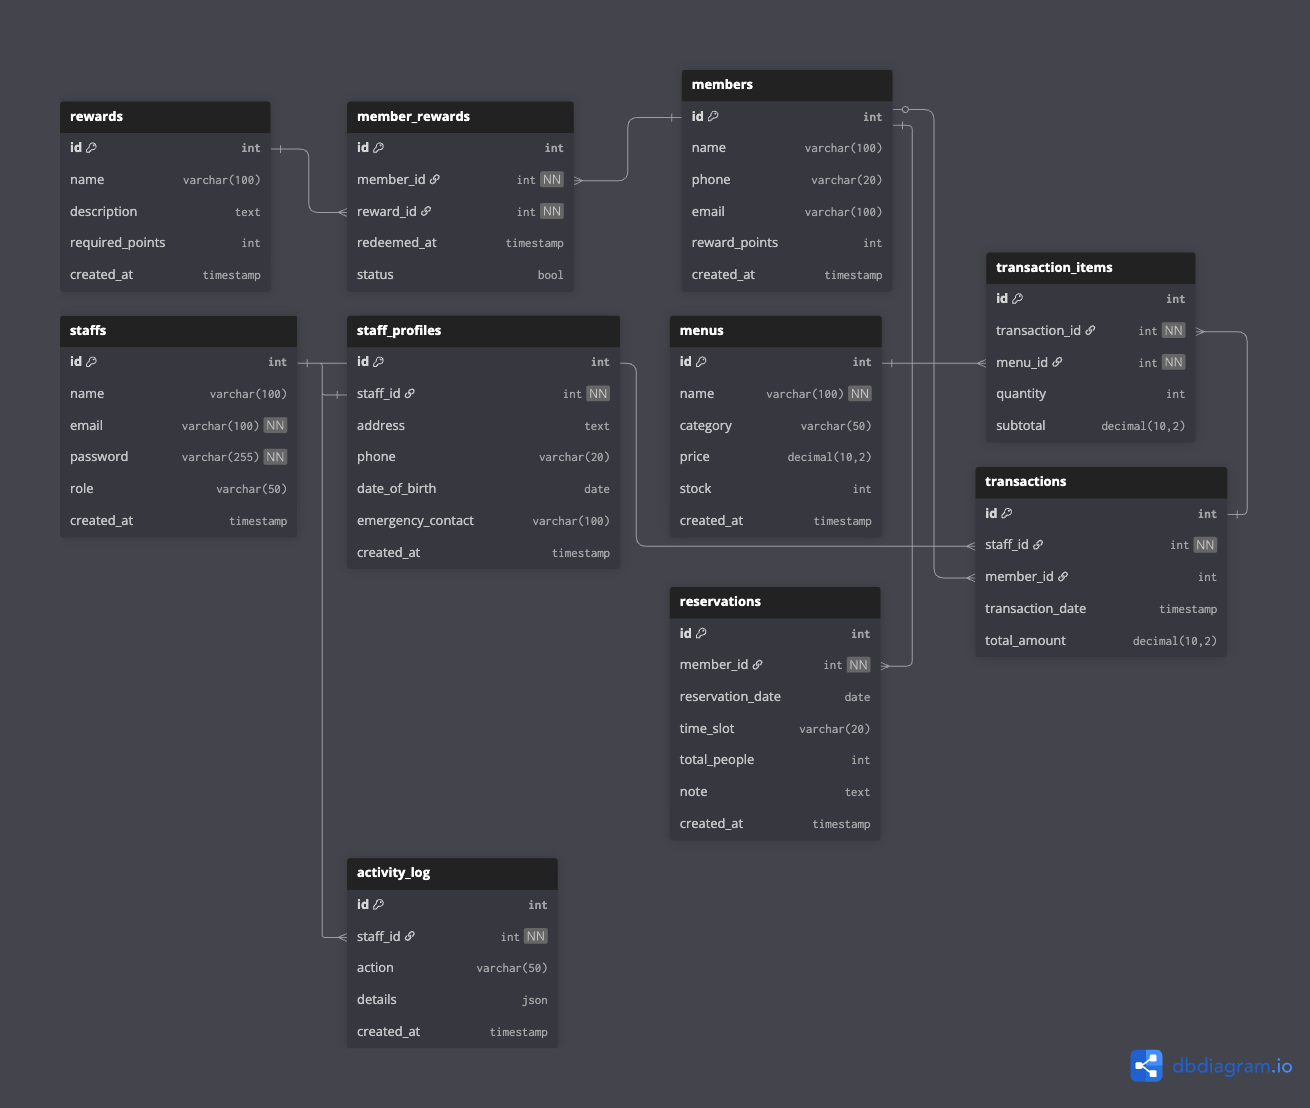 rewards
id int
name varchar(100)
description text
required_points int
created_at timestamp
member_rewards
id int
member_id int NN
reward_id int NN
redeemed_at timestamp
status bool
members
id int
name varchar(100)
phone varchar(20)
email varchar(100)
reward_points int
created_at timestamp
transaction_items
id int
transaction_id int NN
menu_id int NN
quantity int
subtotal decimal(10,2)
staffs
id int
name varchar(100)
email varchar(100) NN
password varchar(255) NN
role varchar(50)
created_at timestamp
staff_profiles
id int
staff_id int NN
address text
phone varchar(20)
date_of_birth date
emergency_contact varchar(100)
created_at timestamp
menus
id int
name varchar(100) NN
category varchar(50)
price decimal(10,2)
stock int
created_at timestamp
transactions
id int
staff_id int NN
member_id int
transaction_date timestamp
total_amount decimal(10,2)
reservations
id int
member_id int NN
reservation_date date
time_slot varchar(20)
total_people int
note text
created_at timestamp
activity_log
id int
staff_id int NN
action varchar(50)
details json
created_at timestamp
dbdiagram.io